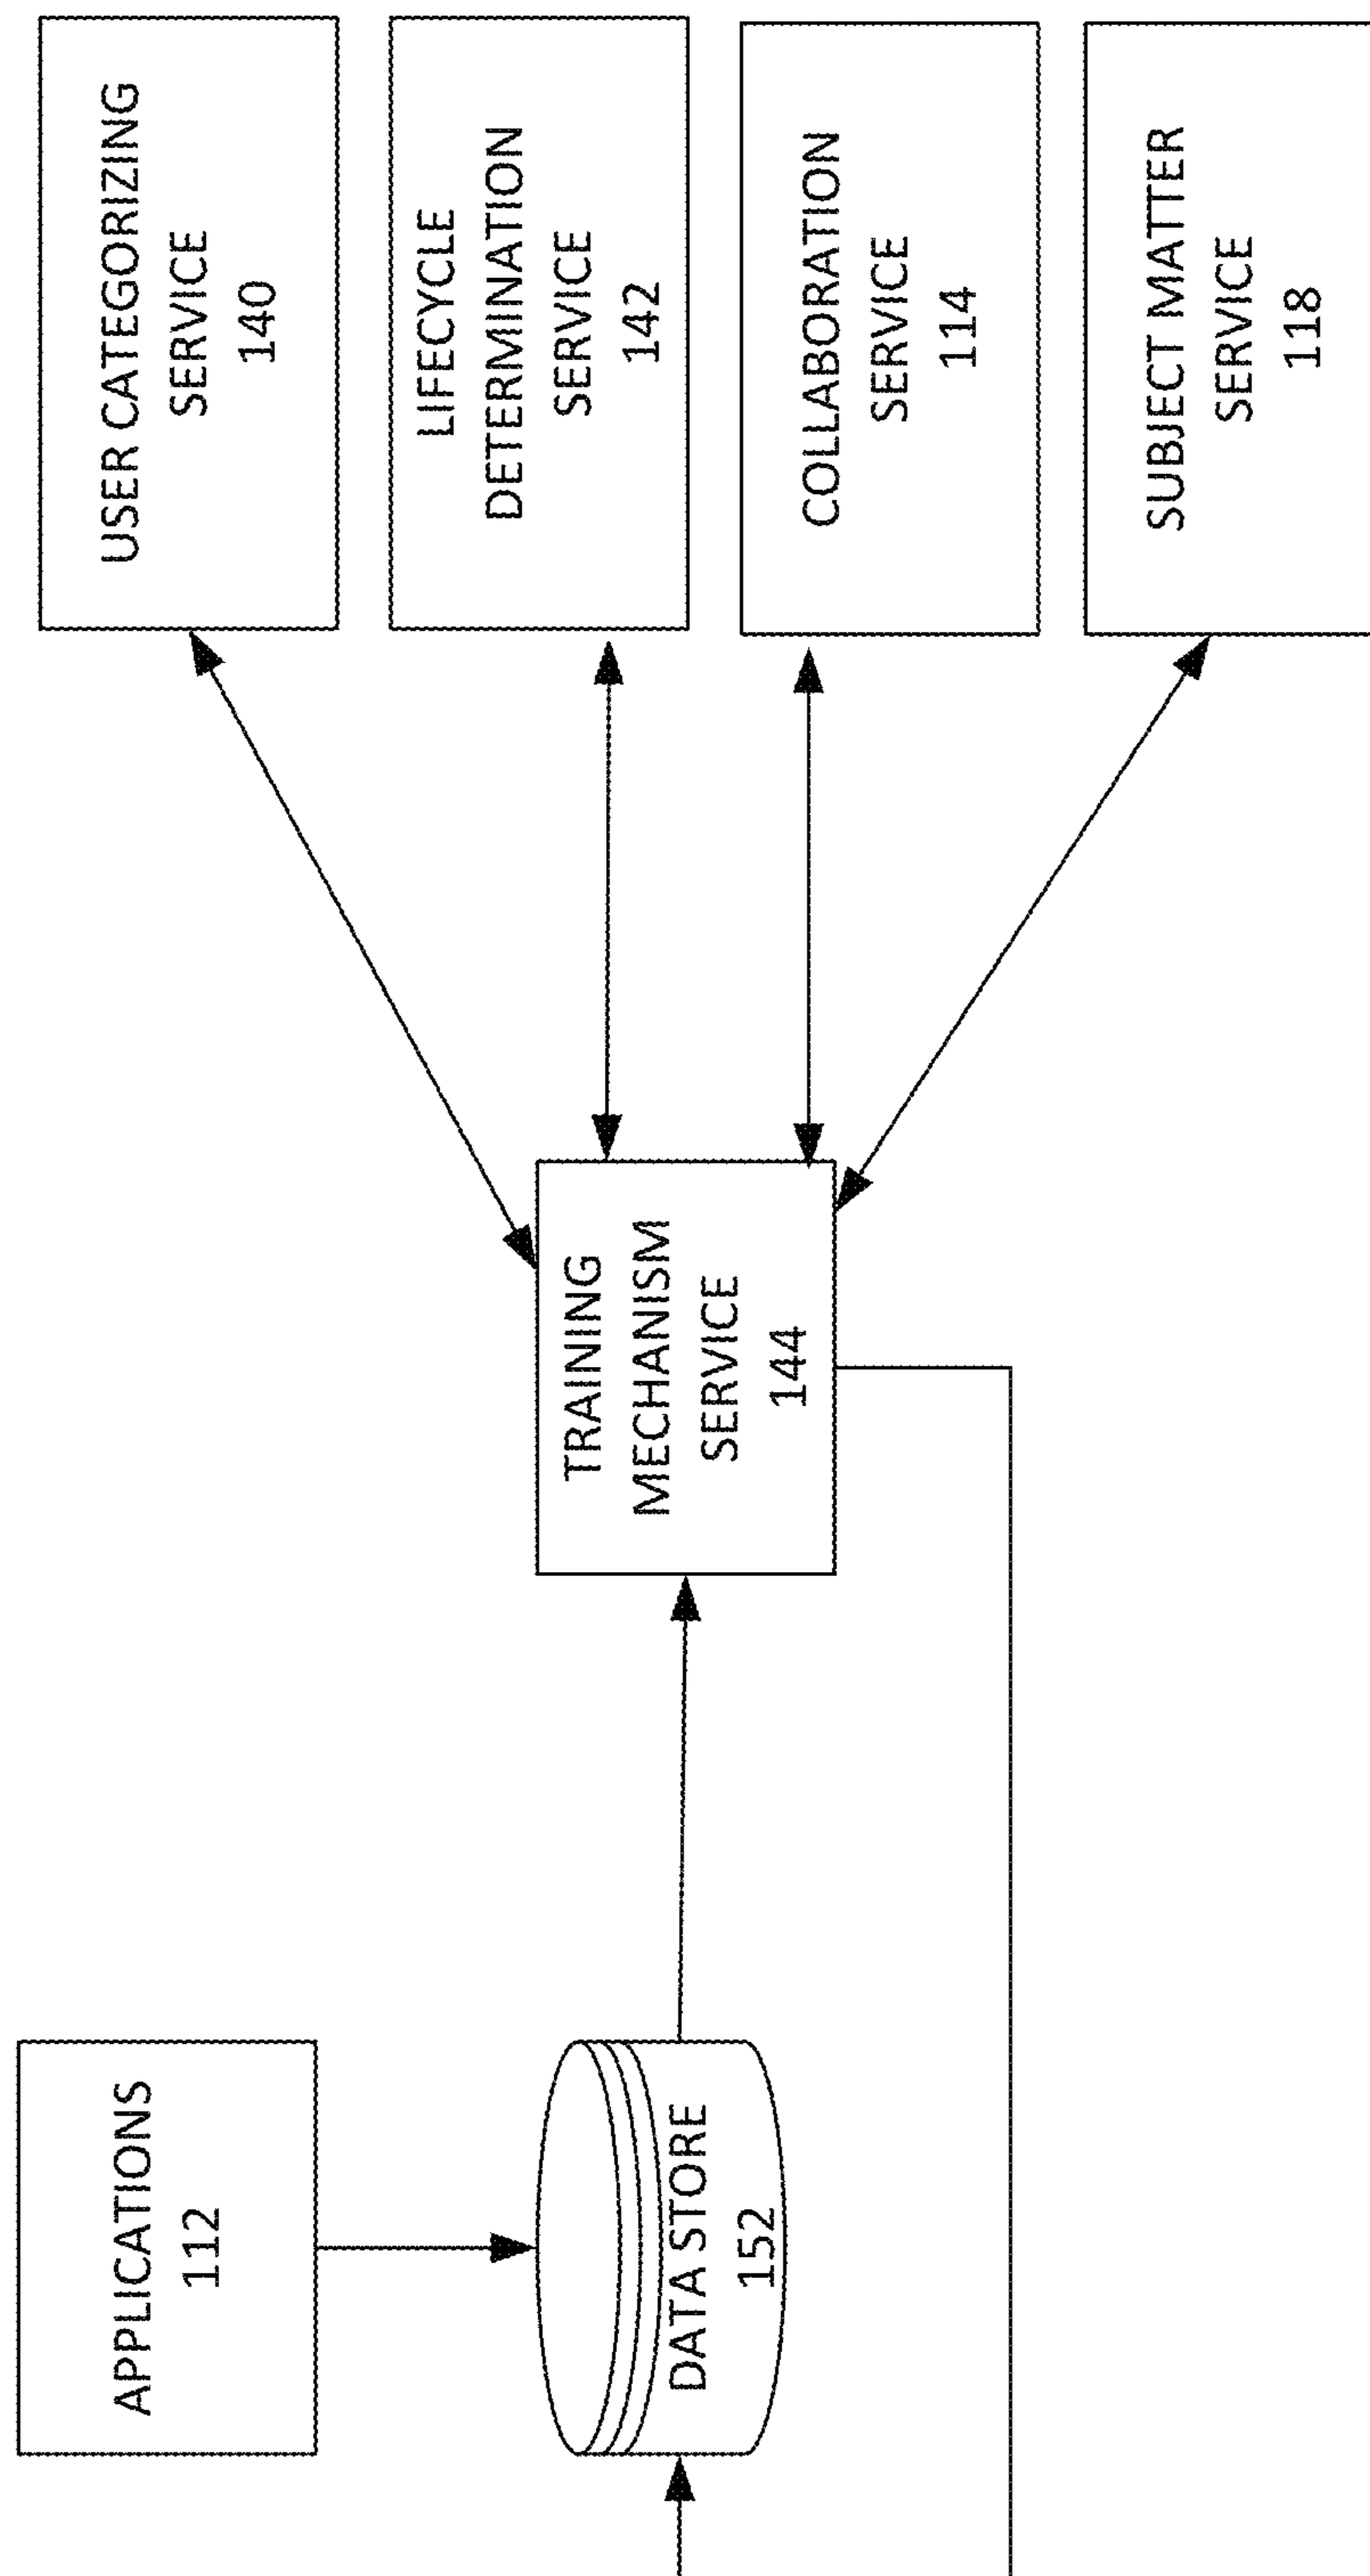 APPLICATIONS
112
DATA STORE
152
TRAINING
MECHANISM
SERVICE
144
USER CATEGORIZING
SERVICE
140
LIFECYCLE
DETERMINATION
SERVICE
142
COLLABORATION
SERVICE
114
SUBJECT MATTER
SERVICE
118